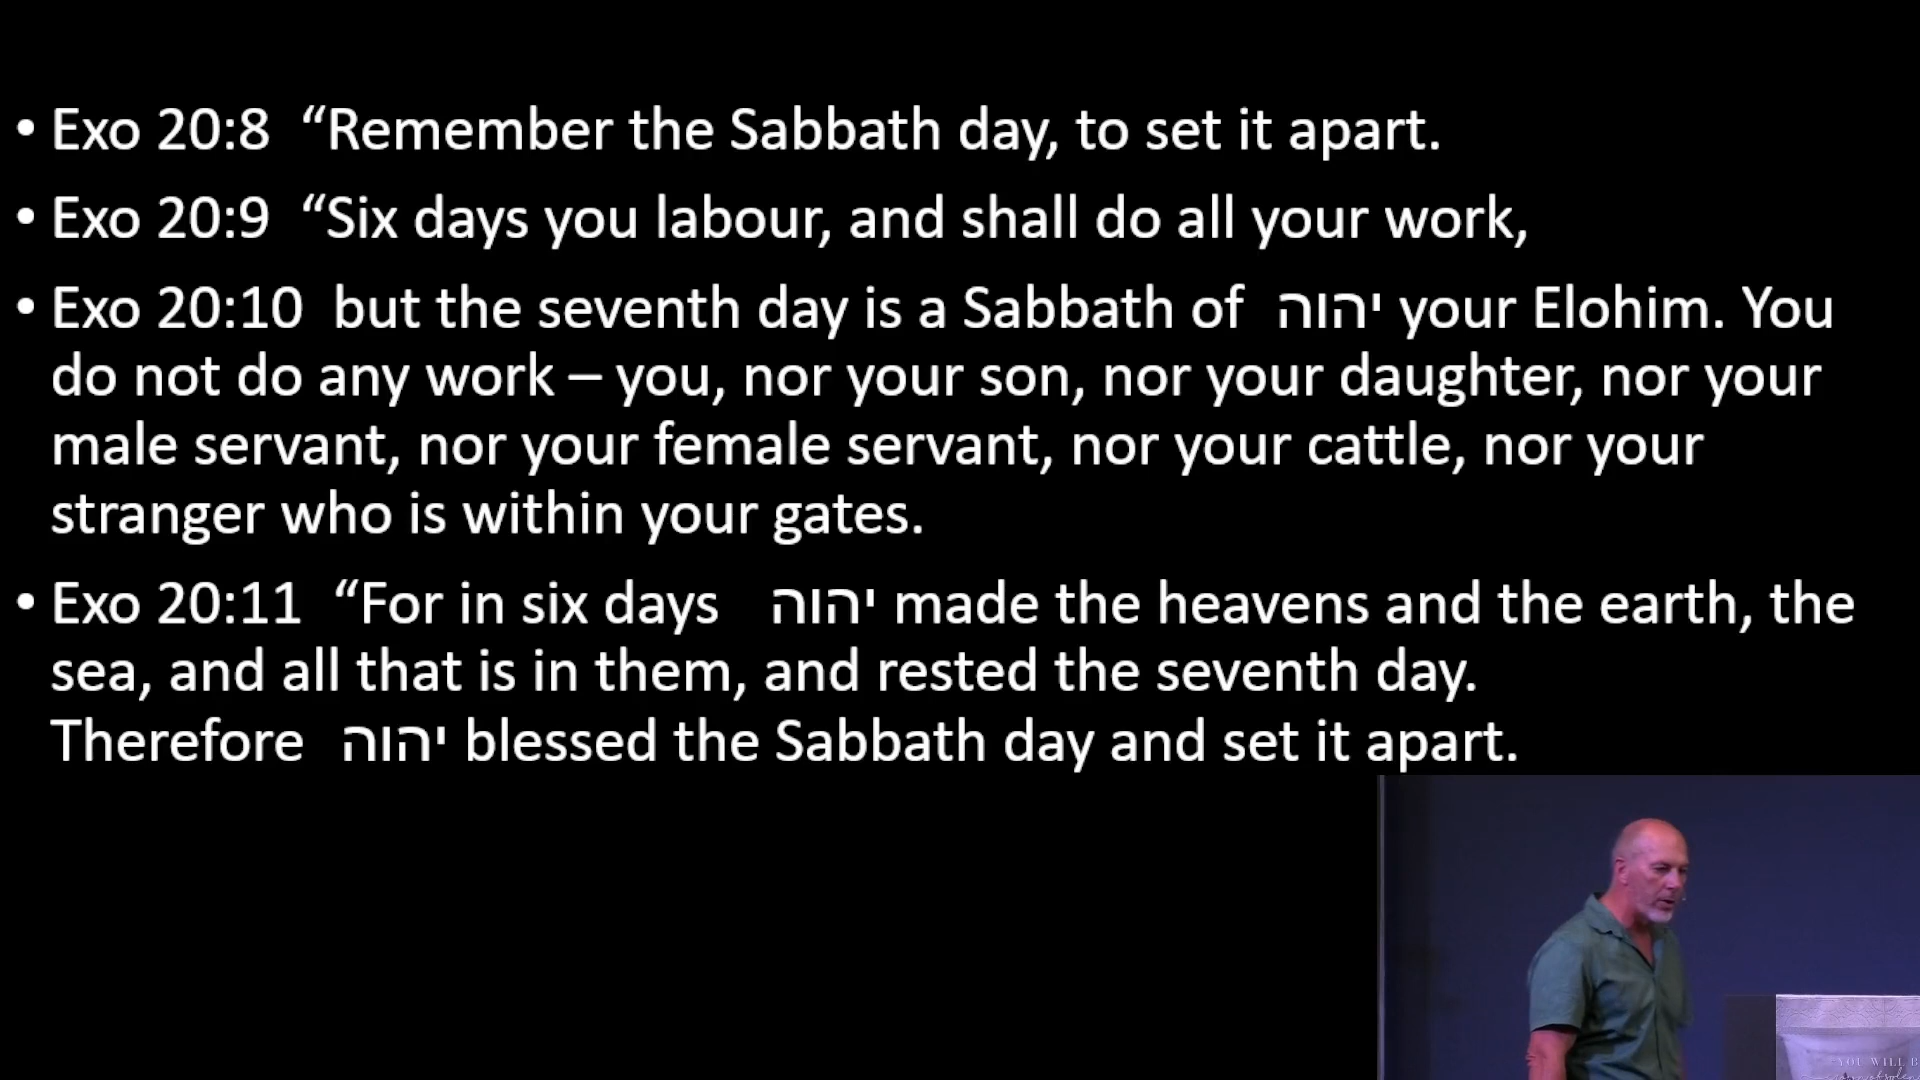 • Exo 20:8  “Remember the Sabbath day, to set it apart.
• Exo 20:9  “Six days you labour, and shall do all your work,
• Exo 20:10  but the seventh day is a Sabbath of  יהוה your Elohim. You
do not do any work – you, nor your son, nor your daughter, nor your
male servant, nor your female servant, nor your cattle, nor your
stranger who is within your gates.
• Exo 20:11  “For in six days  יהוה made the heavens and the earth, the
sea, and all that is in them, and rested the seventh day.
Therefore  יהוה blessed the Sabbath day and set it apart.
YOU WILL B